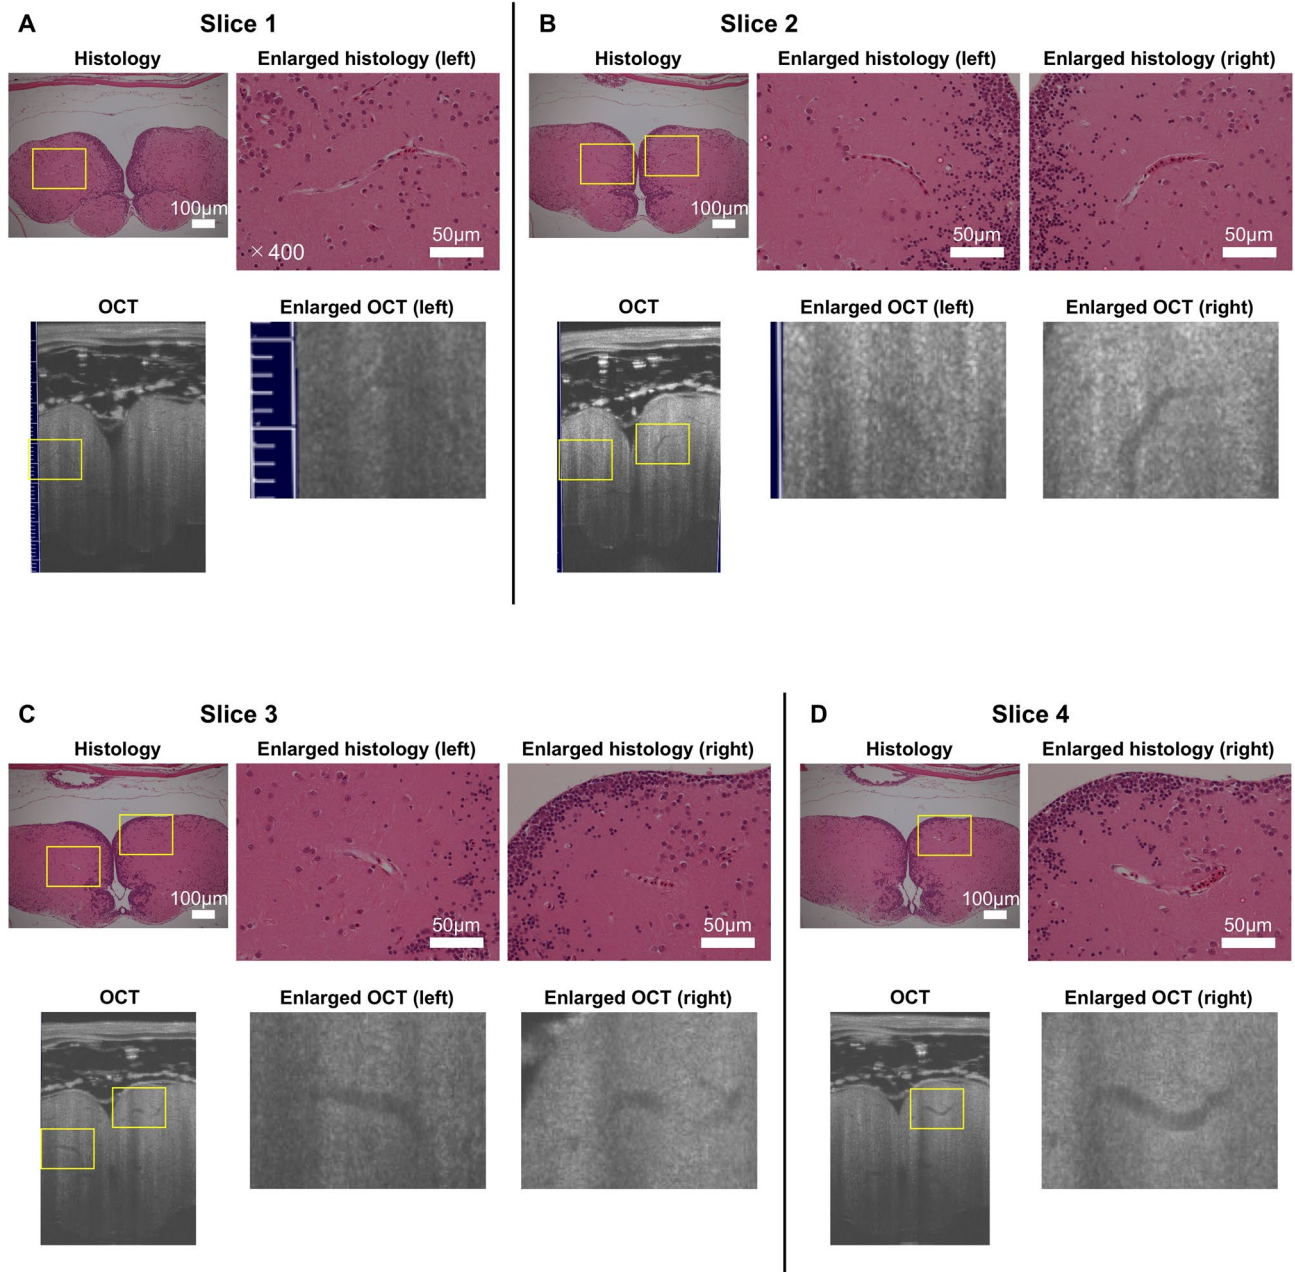 A Slice 1
Histology Enlarged histology (left)
100µm
×400
50µm
OCT Enlarged OCT (left)
B Slice 2
Histology Enlarged histology (left) Enlarged histology (right)
100µm
50µm 50µm
OCT Enlarged OCT (left) Enlarged OCT (right)
C Slice 3
Histology Enlarged histology (left) Enlarged histology (right)
100µm
50µm 50µm
OCT Enlarged OCT (left) Enlarged OCT (right)
D Slice 4
Histology Enlarged histology (right)
100µm
50µm
OCT Enlarged OCT (right)